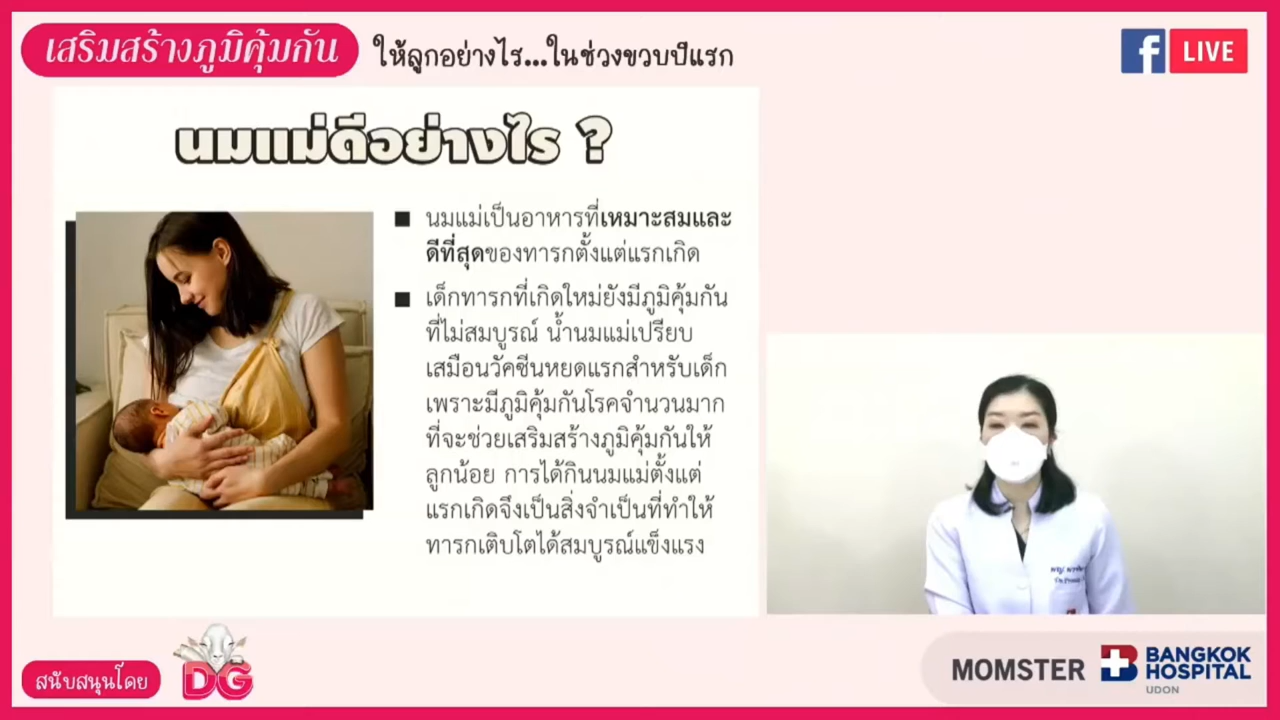 เสริมสร้างภูมิคุ้มกัน ให้ลูกอย่างไร...ในช่วงขวบปีแรก
f LIVE
นมแม่ดีอย่างไร ?
■ นมแม่เป็นอาหารที่เหมาะสมและ
ดีที่สุดของทารกตั้งแต่แรกเกิด
■ เด็กทารกที่เกิดใหม่ยังมีภูมิคุ้มกัน
ที่ไม่สมบูรณ์ น้ำนมแม่เปรียบ
เสมือนวัคซีนหยดแรกสำหรับเด็ก
เพราะมีภูมิคุ้มกันโรคจำนวนมาก
ที่จะช่วยเสริมสร้างภูมิคุ้มกันให้
ลูกน้อย การได้กินนมแม่ตั้งแต่
แรกเกิดจึงเป็นสิ่งจำเป็นที่ทำให้
ทารกเติบโตได้สมบูรณ์แข็งแรง
สนับสนุนโดย DG
MOMSTER BANGKOK
HOSPITAL
UDON